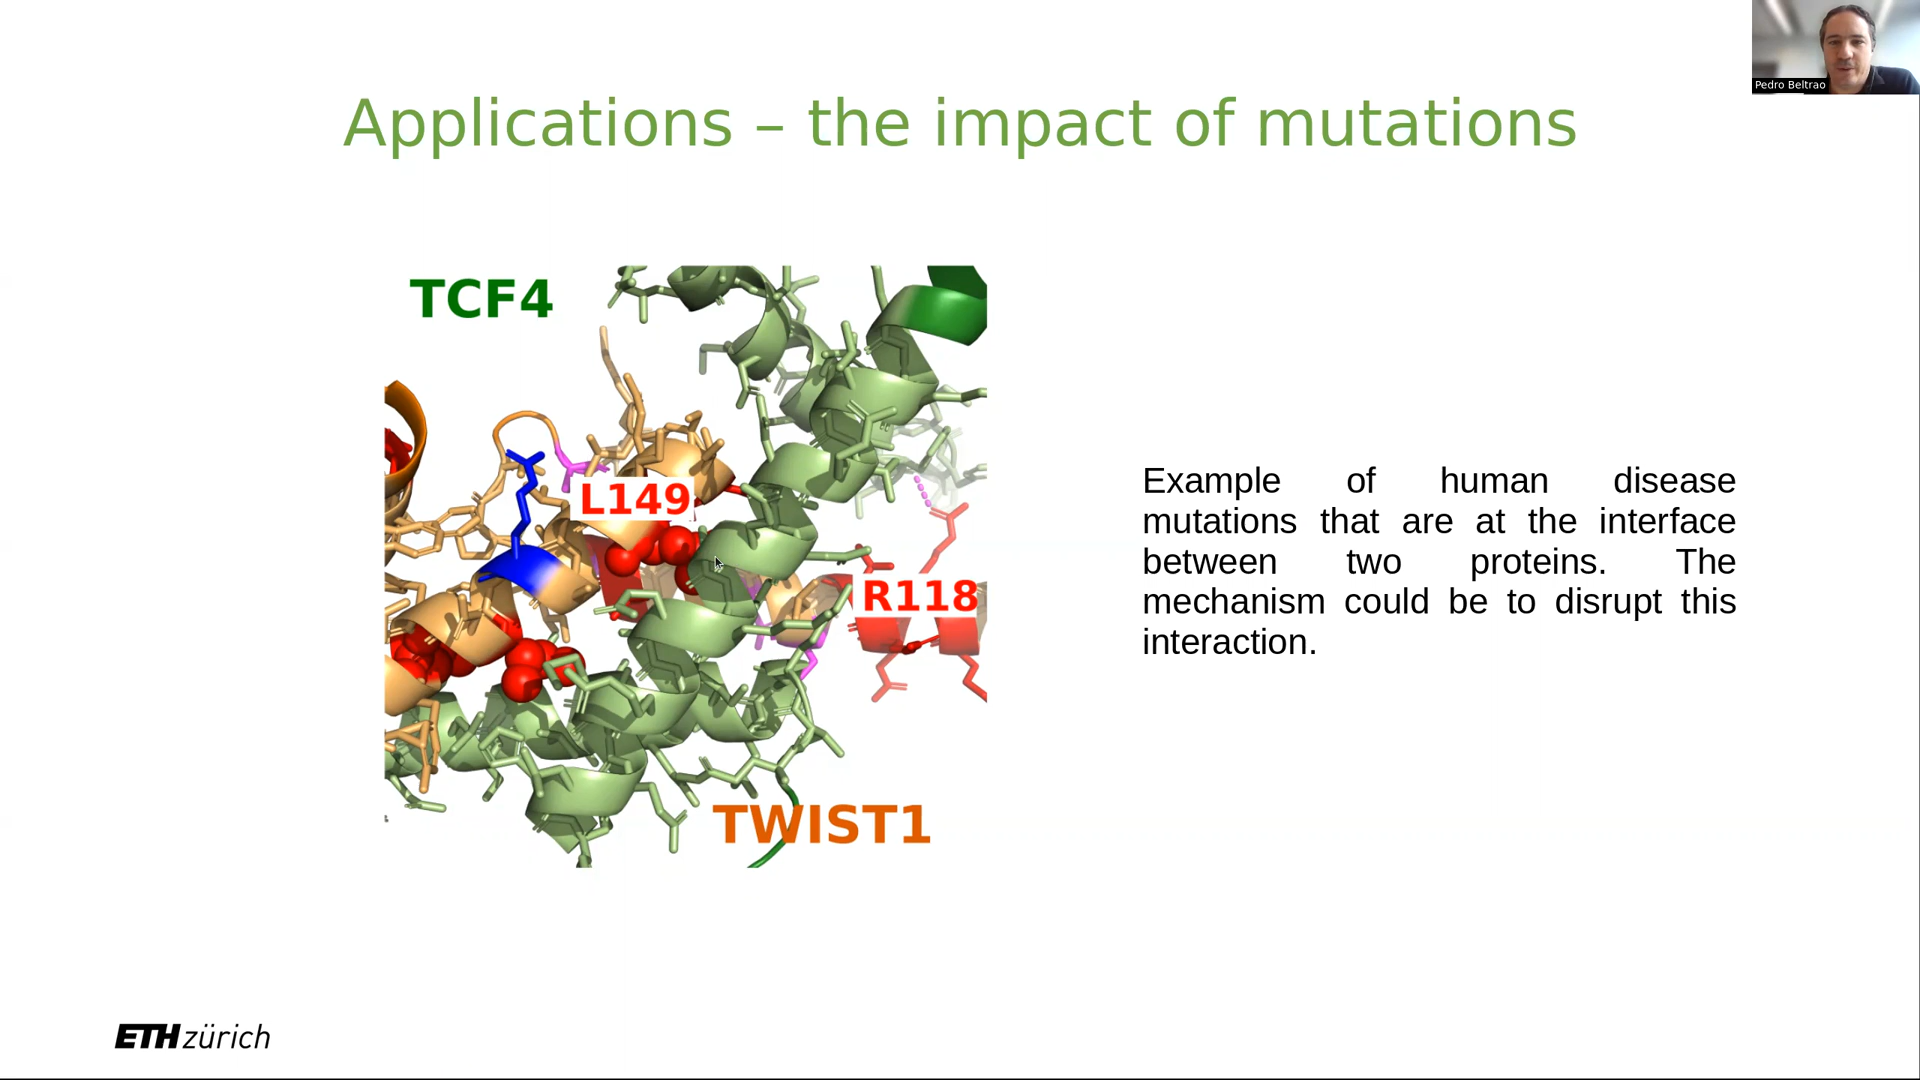 Pedro Beltrao
Applications – the impact of mutations
TCF4
L149
R118
TWIST1
Example of human disease
mutations that are at the interface
between two proteins. The
mechanism could be to disrupt this
interaction.
ETH zürich